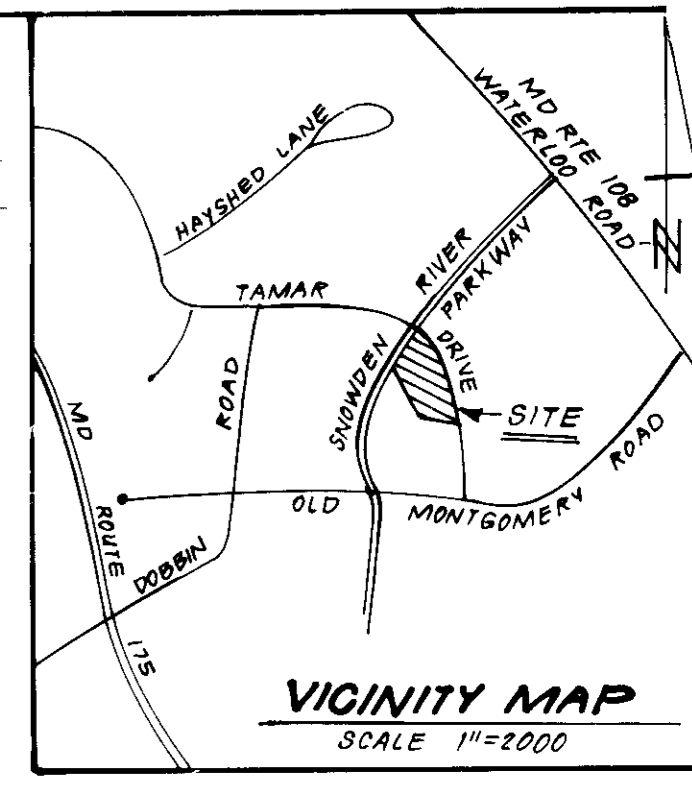 MD RTE 108
WATERLOO ROAD
N
HAYSHED LANE
SNOWDEN RIVER PARKWAY
TAMAR DRIVE
SITE
DOBBIN ROAD
MD ROUTE 175
OLD MONTGOMERY ROAD
VICINITY MAP
SCALE 1"=2000